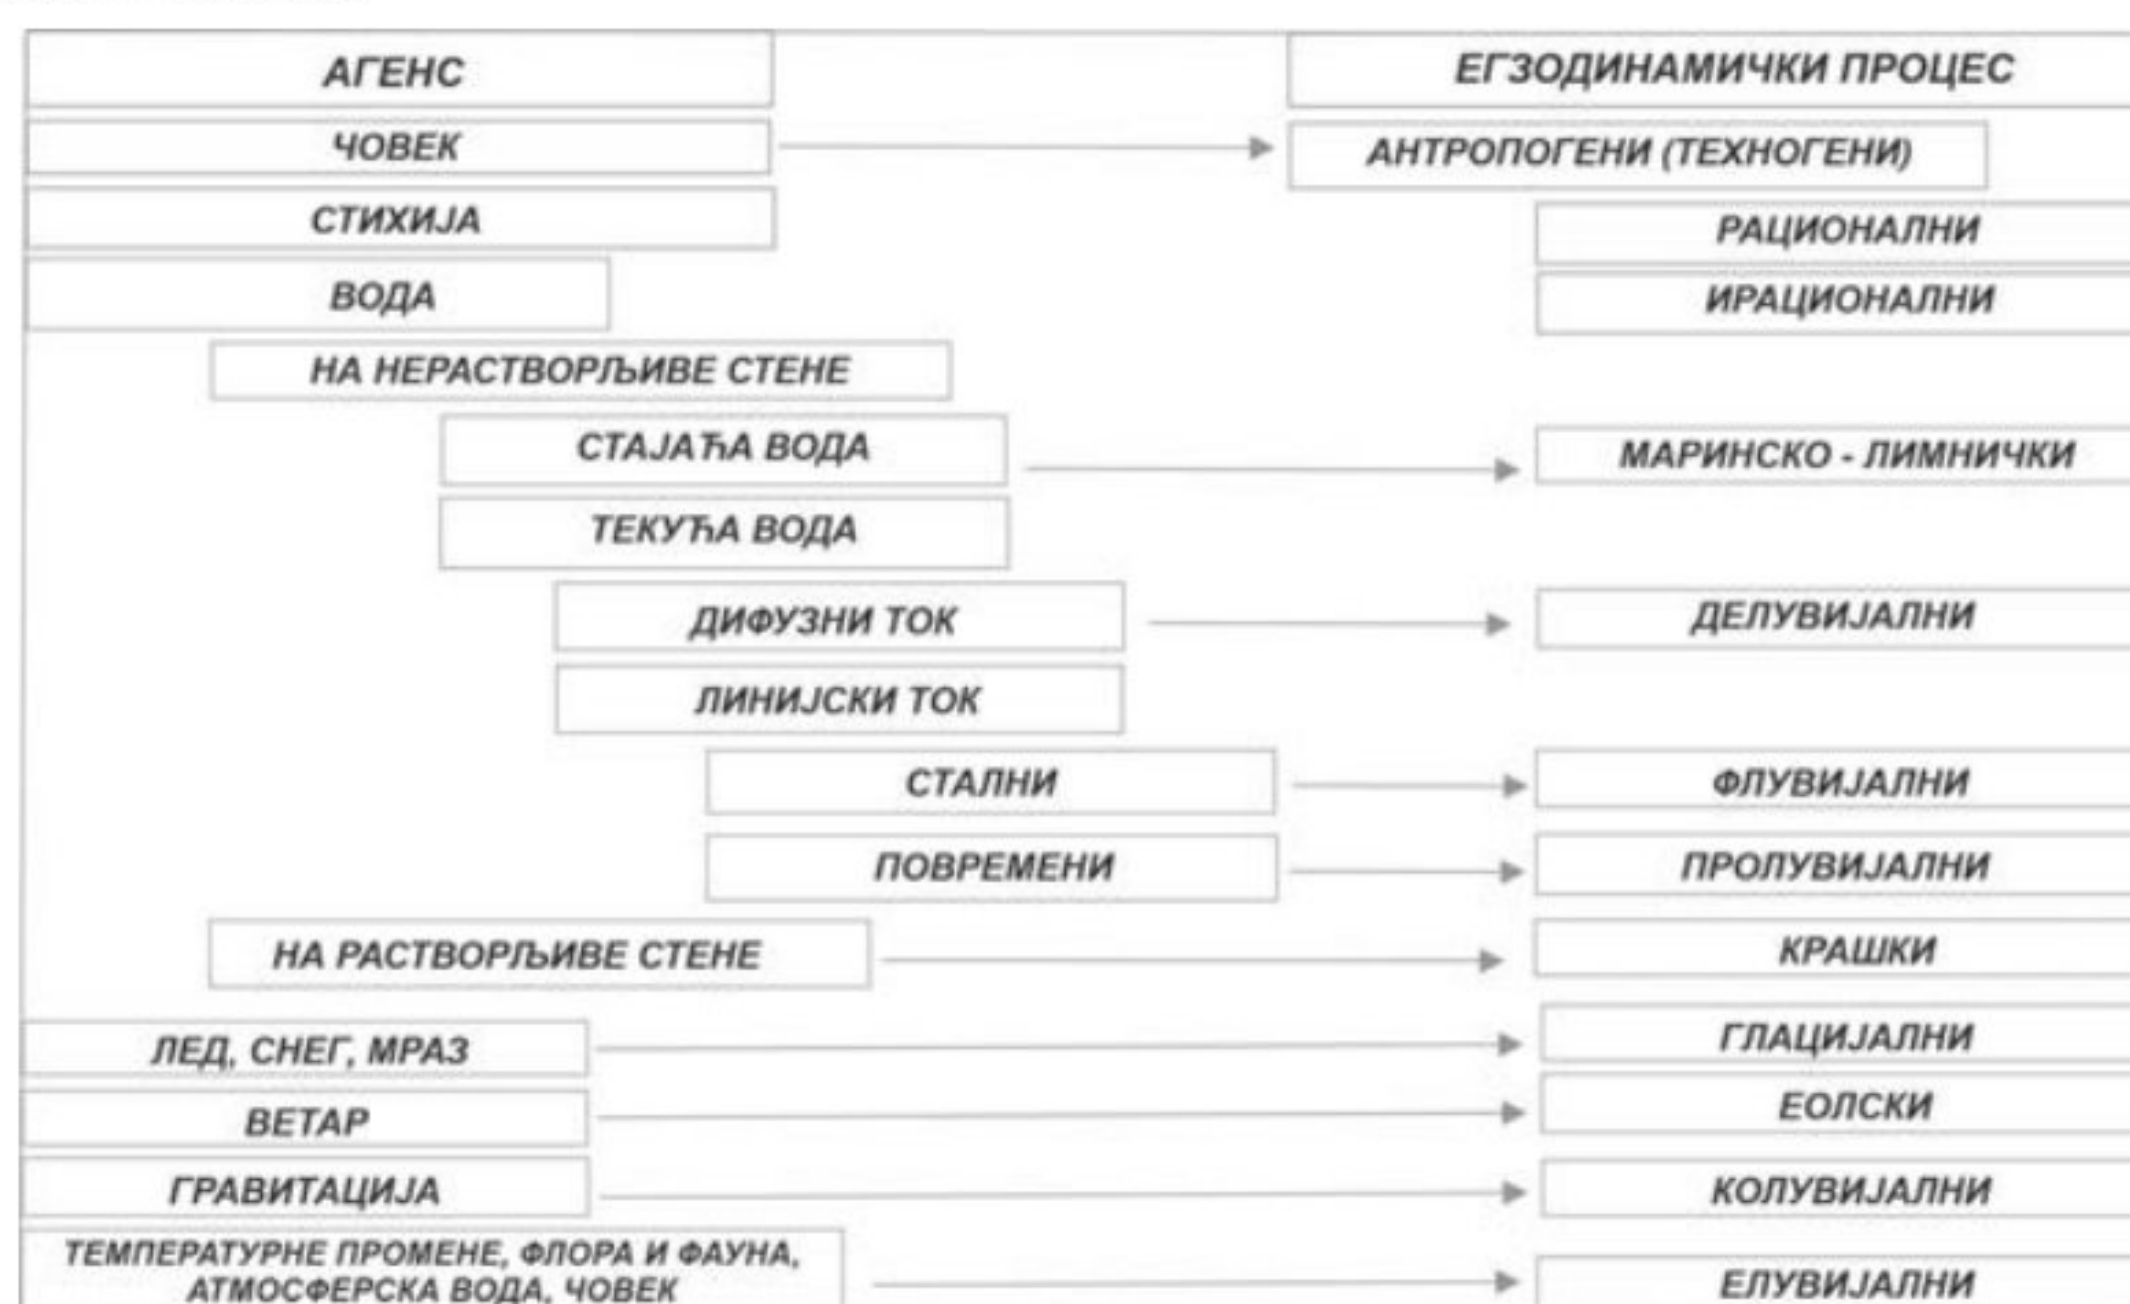 АГЕНС
ЕГЗОДИНАМИЧКИ ПРОЦЕС
ЧОВЕК
АНТРОПОГЕНИ (ТЕХНОГЕНИ)
СТИХИЈА
РАЦИОНАЛНИ
ВОДА
ИРАЦИОНАЛНИ
НА НЕРАСТВОРЉИВЕ СТЕНЕ
СТАЈАЋА ВОДА
МАРИНСКО - ЛИМНИЧКИ
ТЕКУЋА ВОДА
ДИФУЗНИ ТОК
ДЕЛУВИЈАЛНИ
ЛИНИЈСКИ ТОК
СТАЛНИ
ФЛУВИЈАЛНИ
ПОВРЕМЕНИ
ПРОЛУВИЈАЛНИ
НА РАСТВОРЉИВЕ СТЕНЕ
КРАШКИ
ЛЕД, СНЕГ, МРАЗ
ГЛАЦИЈАЛНИ
ВЕТАР
ЕОЛСКИ
ГРАВИТАЦИЈА
КОЛУВИЈАЛНИ
ТЕМПЕРАТУРНЕ ПРОМЕНЕ, ФЛОРА И ФАУНА,
АТМОСФЕРСКА ВОДА, ЧОВЕК
ЕЛУВИЈАЛНИ